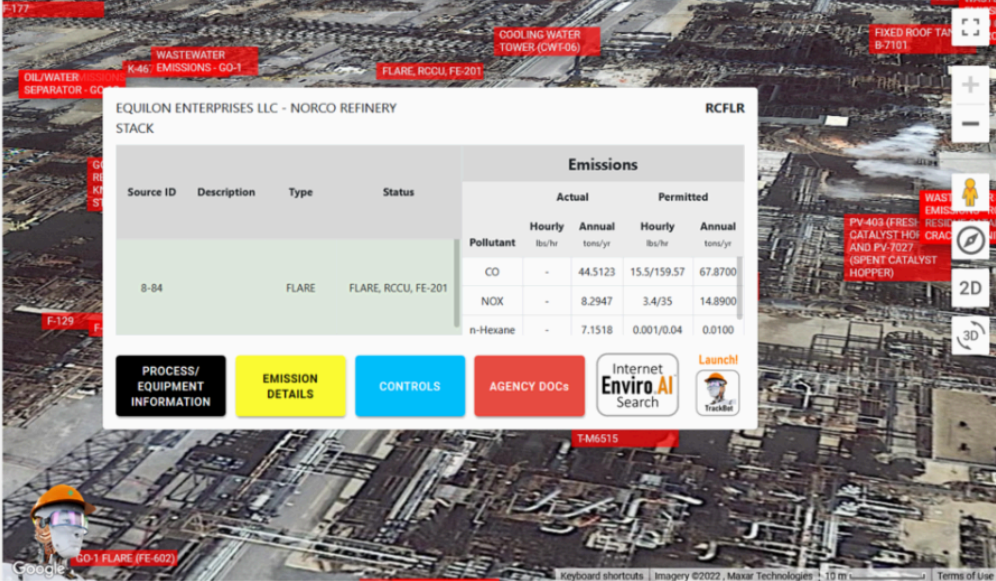 F-177
COOLING WATER
TOWER (CWT-06)
FIXED ROOF TAN
B-7101
WASTEWATER
K-467 EMISSIONS - GO-1
FLARE, RCCU, FE-201
OIL/WATER EMISSIONS
SEPARATOR - GO-
EQUILON ENTERPRISES LLC - NORCO REFINERY
RCFLR
STACK
Emissions
Source ID Description Type Status
Actual Permitted
Hourly Annual Hourly Annual
Pollutant lbs/hr tons/yr lbs/hr tons/yr
CO - 44.5123 15.5/159.57 67.8700
8-84 FLARE FLARE, RCCU, FE-201
NOX - 8.2947 3.4/35 14.8900
n-Hexane - 7.1518 0.001/0.04 0.0100
PV-403 (FRESH
CATALYST HOP
AND PV-7027
(SPENT CATALYST
HOPPER)
2D
3D
F-129
F-
PROCESS/
EQUIPMENT
INFORMATION
EMISSION
DETAILS
CONTROLS
AGENCY DOCs
Internet
Enviro.AI
Search
Launch!
TrackBot
T-M6515
GO-1 FLARE (FE-602)
Google
Keyboard shortcuts Imagery ©2022 , Maxar Technologies 10 m Terms of Use